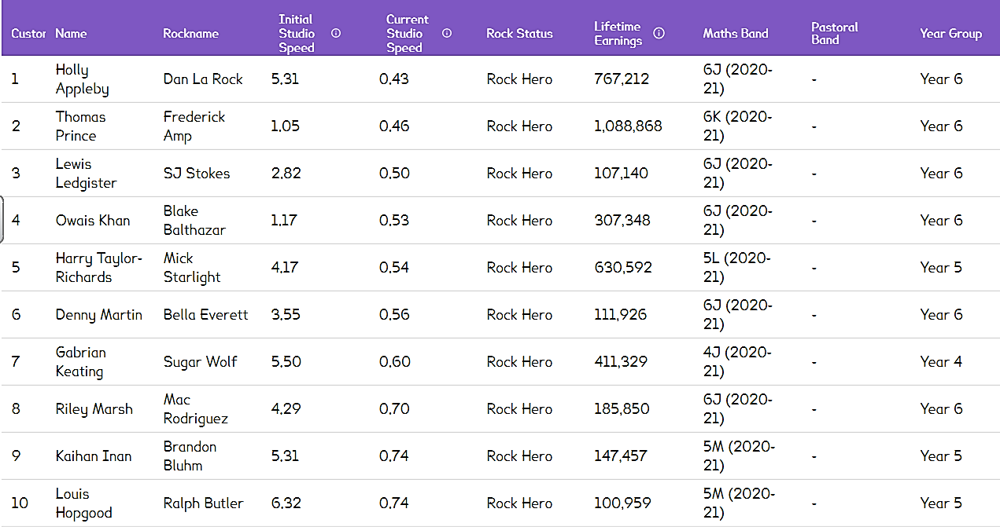 Custor Name Rockname Initial Studio Speed Current Studio Speed Rock Status Lifetime Earnings Maths Band Pastoral Band Year Group
1 Holly Appleby Dan La Rock 5.31 0.43 Rock Hero 767,212 6J (2020-21) - Year 6
2 Thomas Prince Frederick Amp 1.05 0.46 Rock Hero 1,088,868 6K (2020-21) - Year 6
3 Lewis Ledgister SJ Stokes 2.82 0.50 Rock Hero 107,140 6J (2020-21) - Year 6
4 Owais Khan Blake Balthazar 1.17 0.53 Rock Hero 307,348 6J (2020-21) - Year 6
5 Harry Taylor-Richards Mick Starlight 4.17 0.54 Rock Hero 630,592 5L (2020-21) - Year 5
6 Denny Martin Bella Everett 3.55 0.56 Rock Hero 111,926 6J (2020-21) - Year 6
7 Gabrian Keating Sugar Wolf 5.50 0.60 Rock Hero 411,329 4J (2020-21) - Year 4
8 Riley Marsh Mac Rodriguez 4.29 0.70 Rock Hero 185,850 6J (2020-21) - Year 6
9 Kaihan Inan Brandon Bluhm 5.31 0.74 Rock Hero 147,457 5M (2020-21) - Year 5
10 Louis Hopgood Ralph Butler 6.32 0.74 Rock Hero 100,959 5M (2020-21) - Year 5